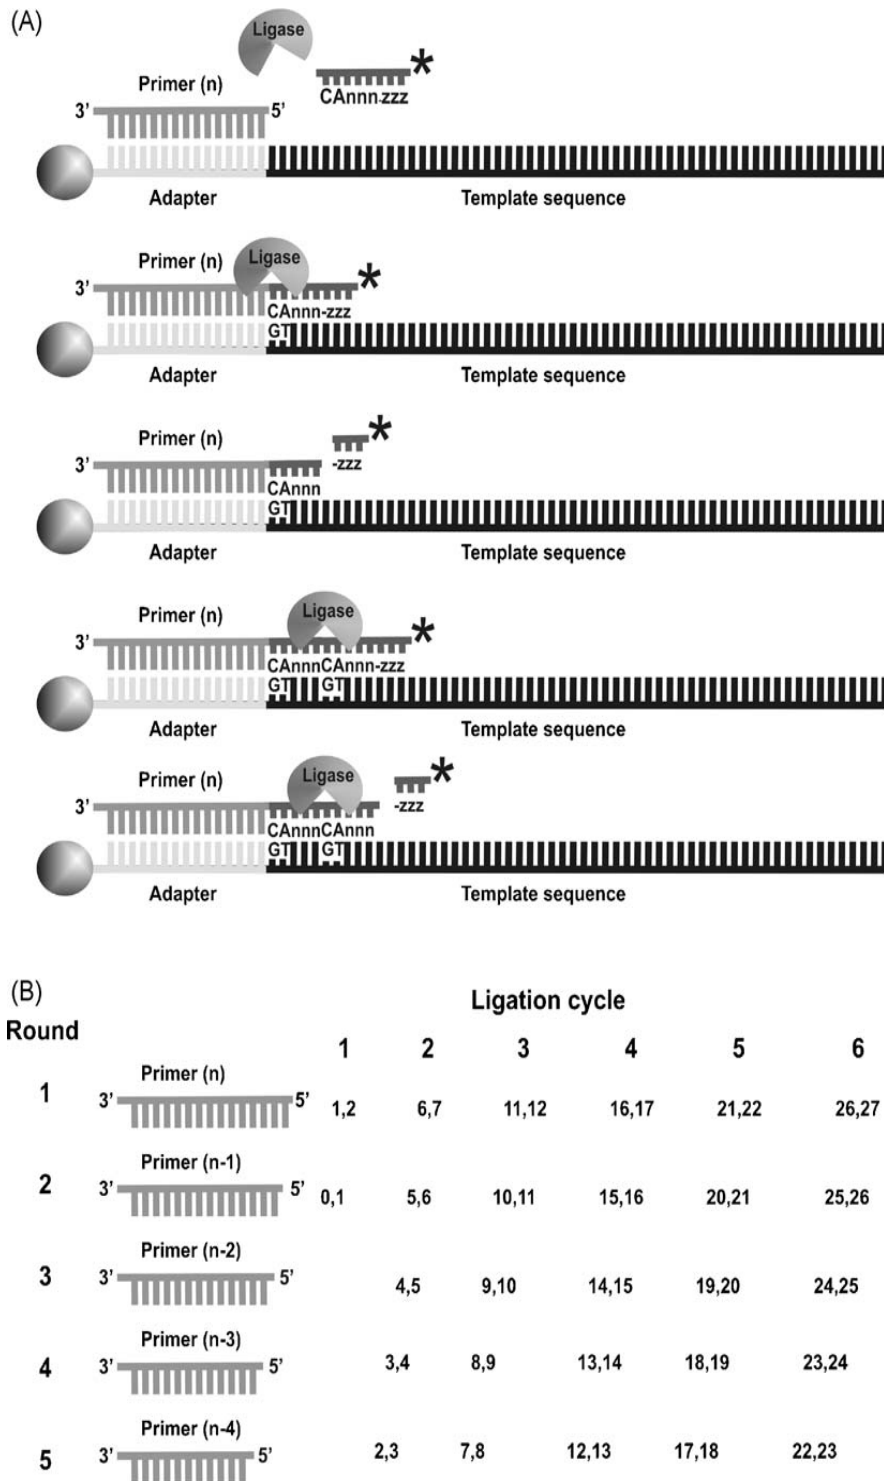 (A)
Ligase
*
Primer (n)
CAnnn-zzz
3’ 5’
Adapter Template sequence
Ligase
Primer (n) *
3’
CAnnn-zzz
GT
Adapter Template sequence
Primer (n) *
3’ -zzz
CAnnn
GT
Adapter Template sequence
Primer (n) Ligase *
3’
CAnnnCAnnn-zzz
GT GT
Adapter Template sequence
Primer (n) Ligase *
3’ -zzz
CAnnnCAnnn
GT GT
Adapter Template sequence
(B)
Ligation cycle
Round
1 2 3 4 5 6
Primer (n)
1 3’ 5’ 1,2 6,7 11,12 16,17 21,22 26,27
Primer (n-1)
2 3’ 5’ 0,1 5,6 10,11 15,16 20,21 25,26
Primer (n-2)
3 3’ 5’ 4,5 9,10 14,15 19,20 24,25
Primer (n-3)
4 3’ 5’ 3,4 8,9 13,14 18,19 23,24
Primer (n-4)
5 3’ 5’ 2,3 7,8 12,13 17,18 22,23